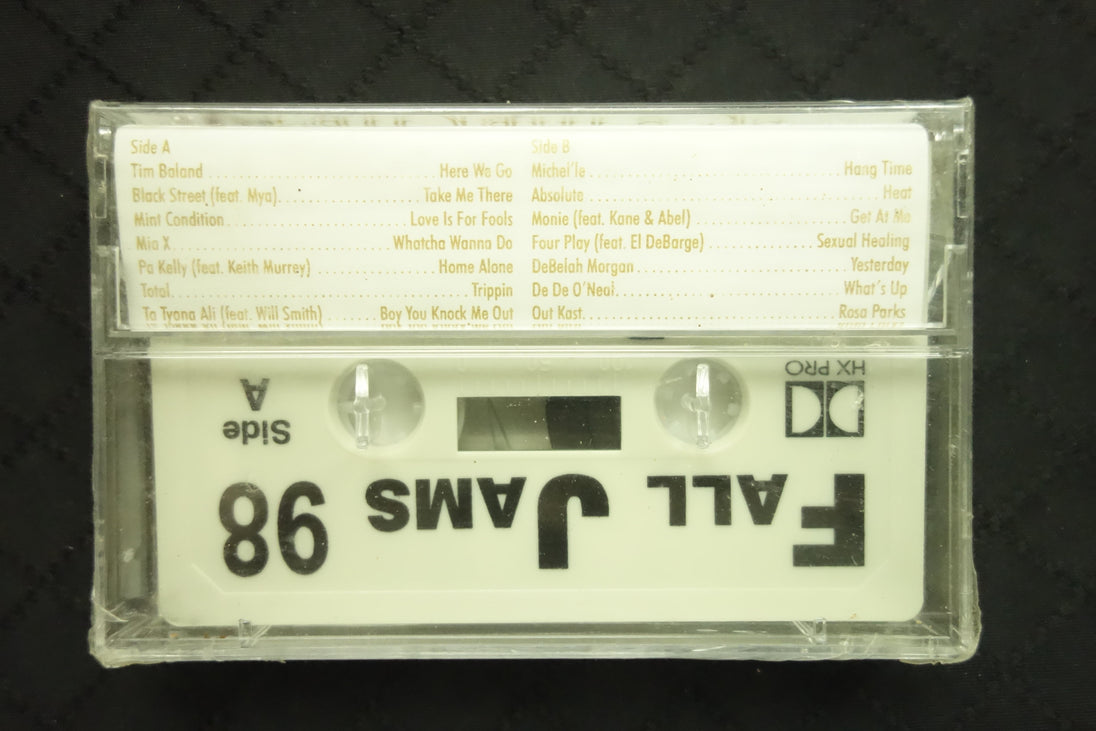 Side A
Tim Baland ........ Here We Go
Black Street (feat. Mya) ........ Take Me There
Mint Condition ........ Love Is For Fools
Mia X ........ Whatcha Wanna Do
Pa Kelly (feat. Keith Murrey) ........ Home Alone
Total ........ Trippin
Ta Tyona Ali (feat. Will Smith) ........ Boy You Knock Me Out
Side B
Michel'le ........ Hang Time
Absolute ........ Heat
Monie (feat. Kane & Abel) ........ Get At Me
Four Play (feat. El DeBarge) ........ Sexual Healing
DeBelah Morgan ........ Yesterday
De De O'Neal ........ What's Up
Out Kast ........ Rosa Parks
FALL JAMS 98
Side
A
HX PRO